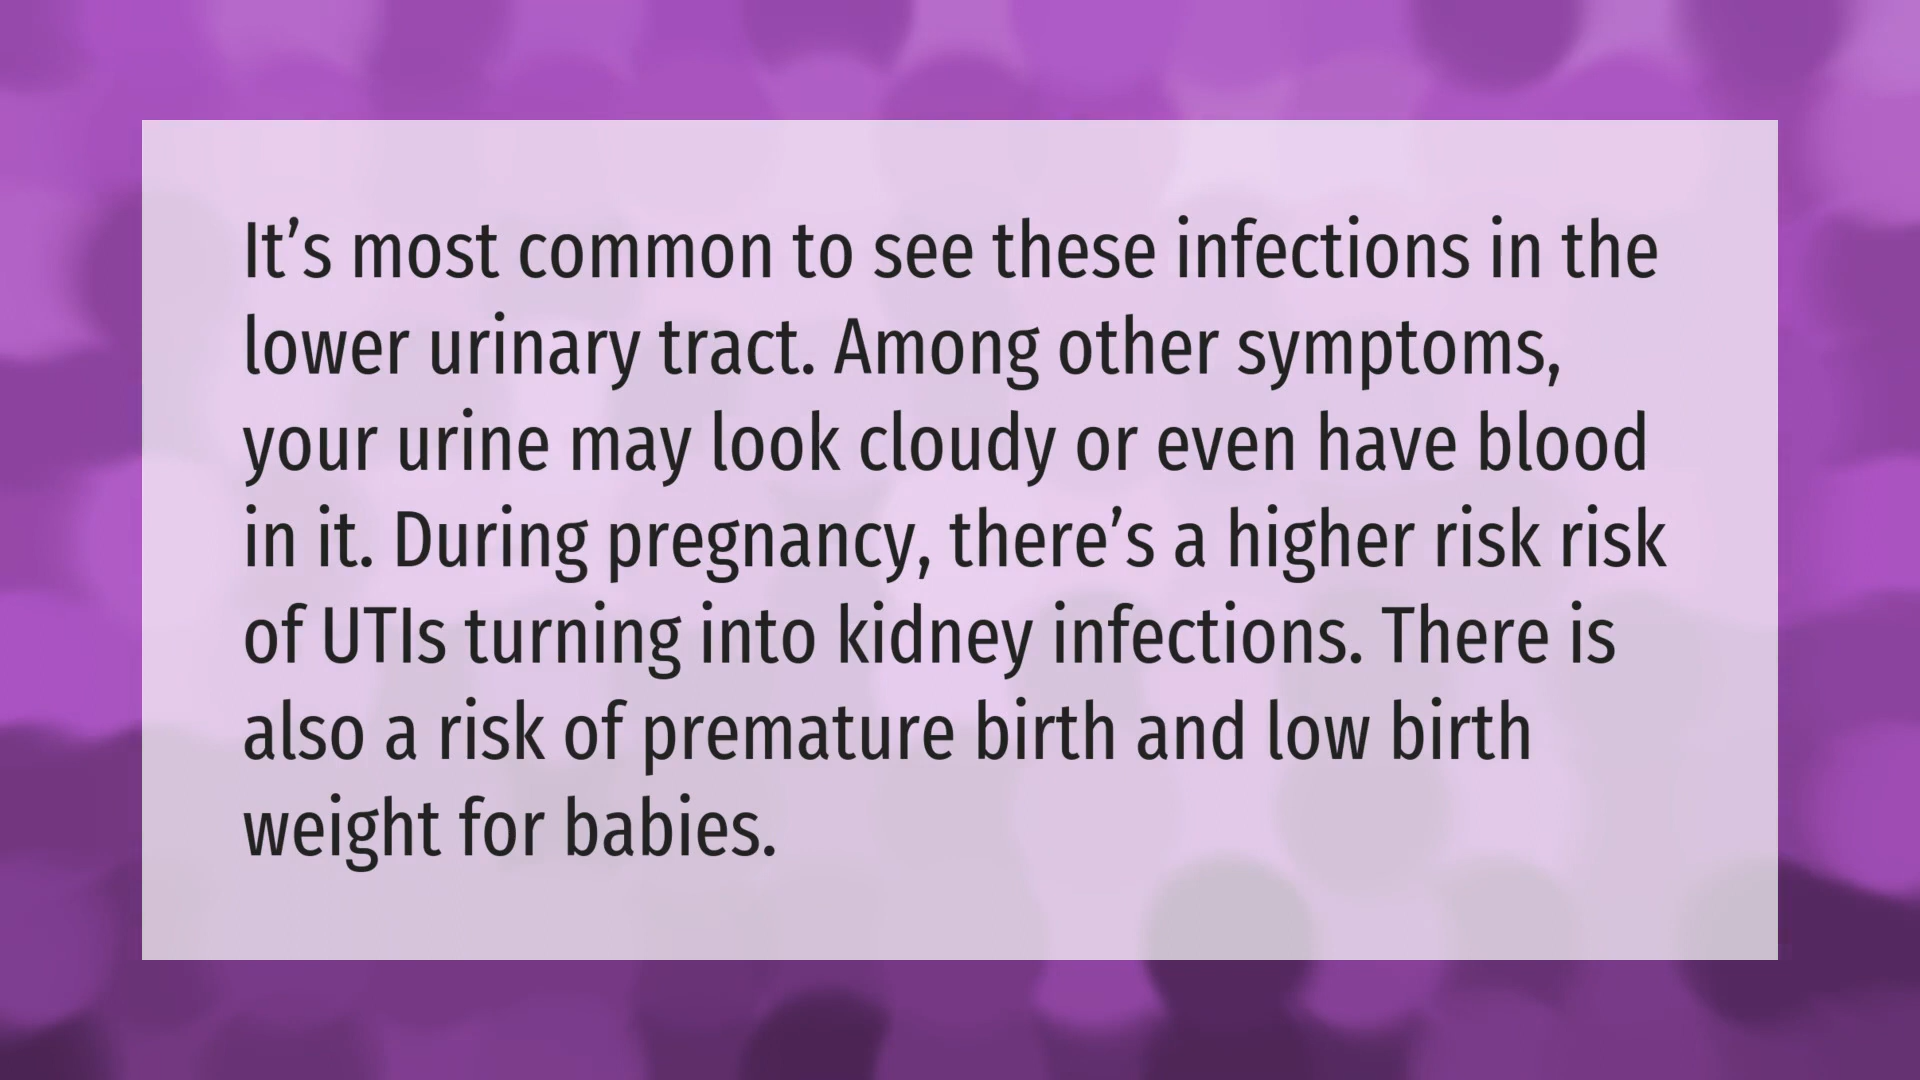 It’s most common to see these infections in the
lower urinary tract. Among other symptoms,
your urine may look cloudy or even have blood
in it. During pregnancy, there’s a higher risk risk
of UTIs turning into kidney infections. There is
also a risk of premature birth and low birth
weight for babies.